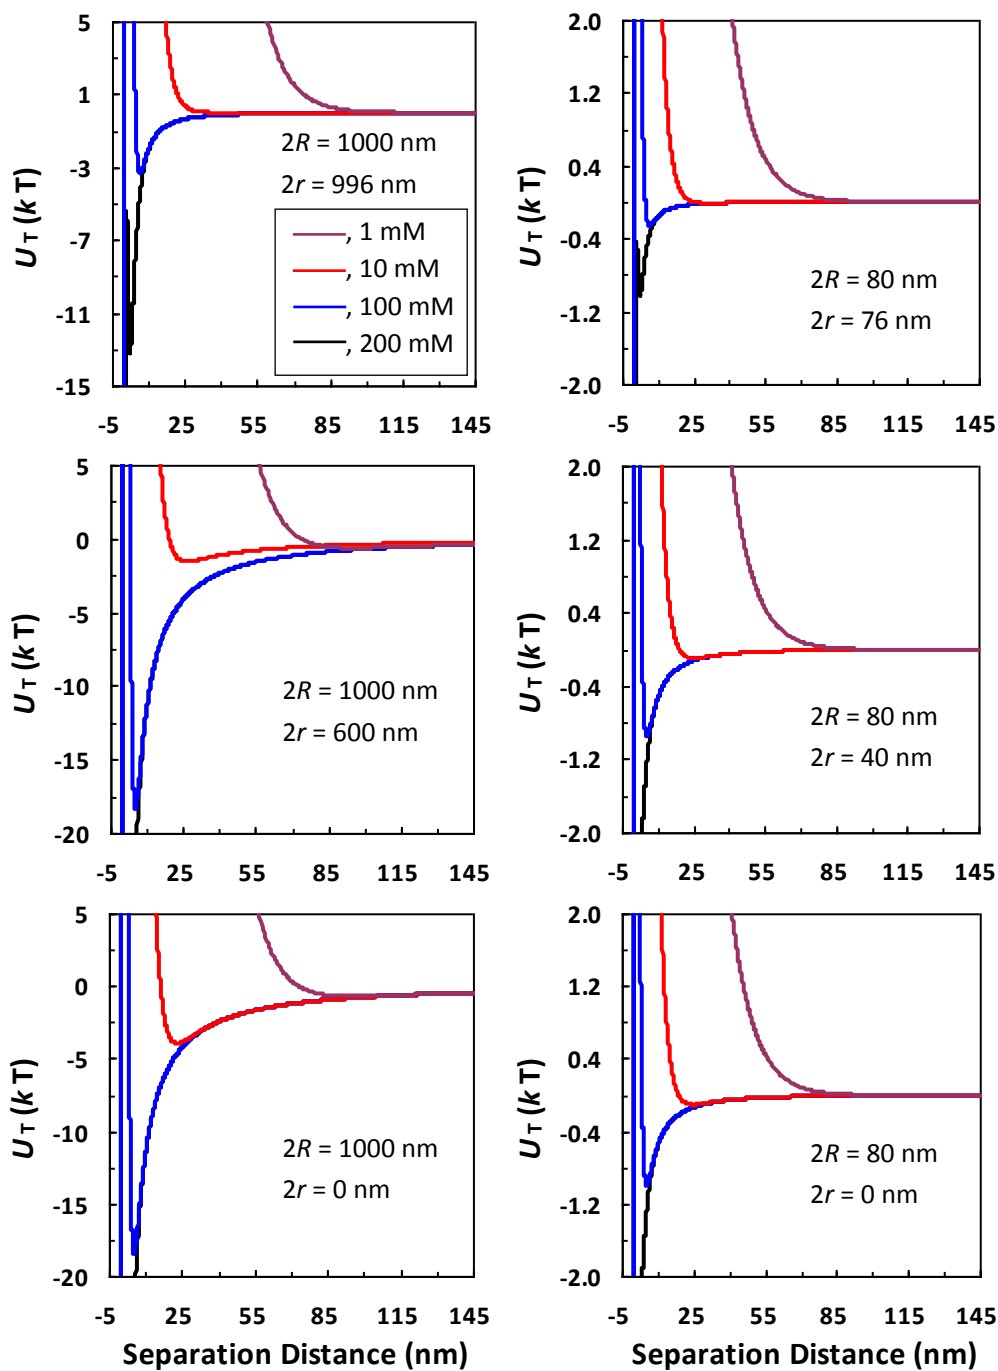 5
1
-3
-7
-11
-15
U_T (k T)
2R = 1000 nm
2r = 996 nm
, 1 mM
, 10 mM
, 100 mM
, 200 mM
-5 25 55 85 115 145
2.0
1.2
0.4
-0.4
-1.2
-2.0
U_T (k T)
2R = 80 nm
2r = 76 nm
-5 25 55 85 115 145
5
0
-5
-10
-15
-20
U_T (k T)
2R = 1000 nm
2r = 600 nm
-5 25 55 85 115 145
2.0
1.2
0.4
-0.4
-1.2
-2.0
U_T (k T)
2R = 80 nm
2r = 40 nm
-5 25 55 85 115 145
5
0
-5
-10
-15
-20
U_T (k T)
2R = 1000 nm
2r = 0 nm
-5 25 55 85 115 145
Separation Distance (nm)
2.0
1.2
0.4
-0.4
-1.2
-2.0
U_T (k T)
2R = 80 nm
2r = 0 nm
-5 25 55 85 115 145
Separation Distance (nm)